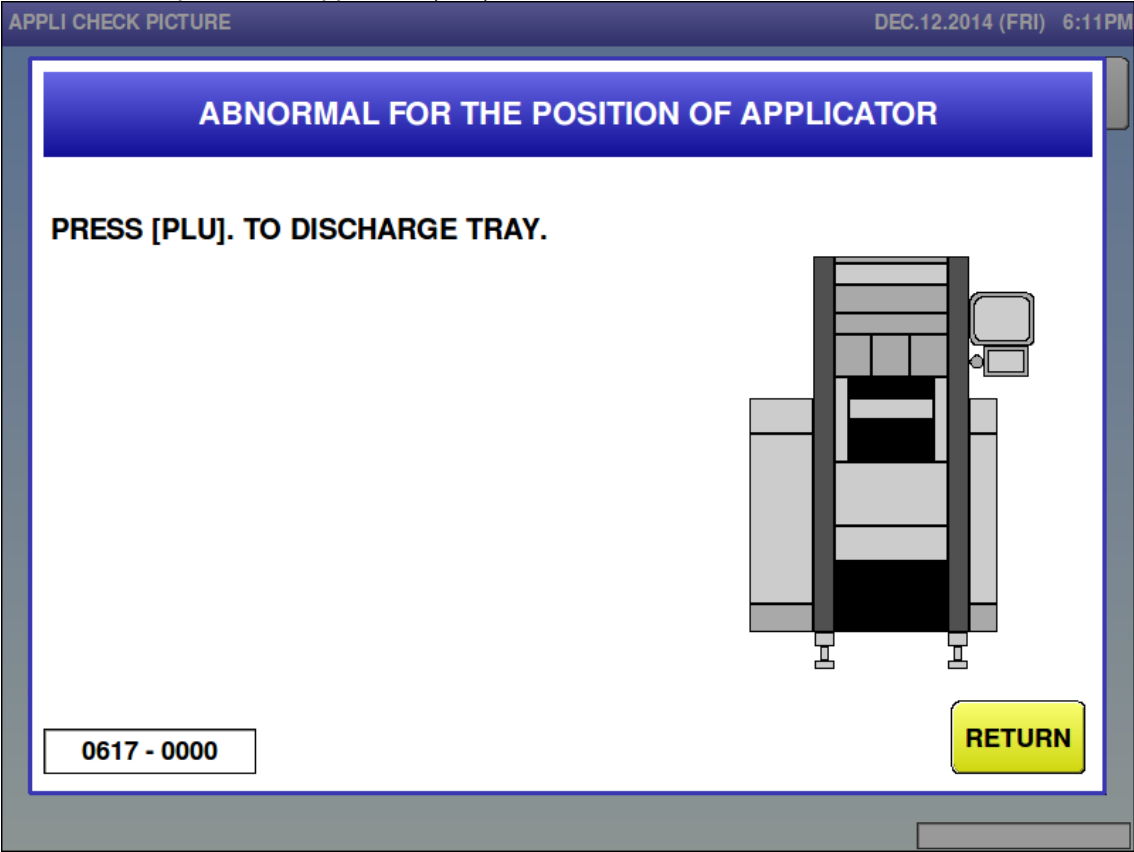 APPLI CHECK PICTURE DEC.12.2014 (FRI) 6:11PM
ABNORMAL FOR THE POSITION OF APPLICATOR
PRESS [PLU]. TO DISCHARGE TRAY.
RETURN
0617 - 0000